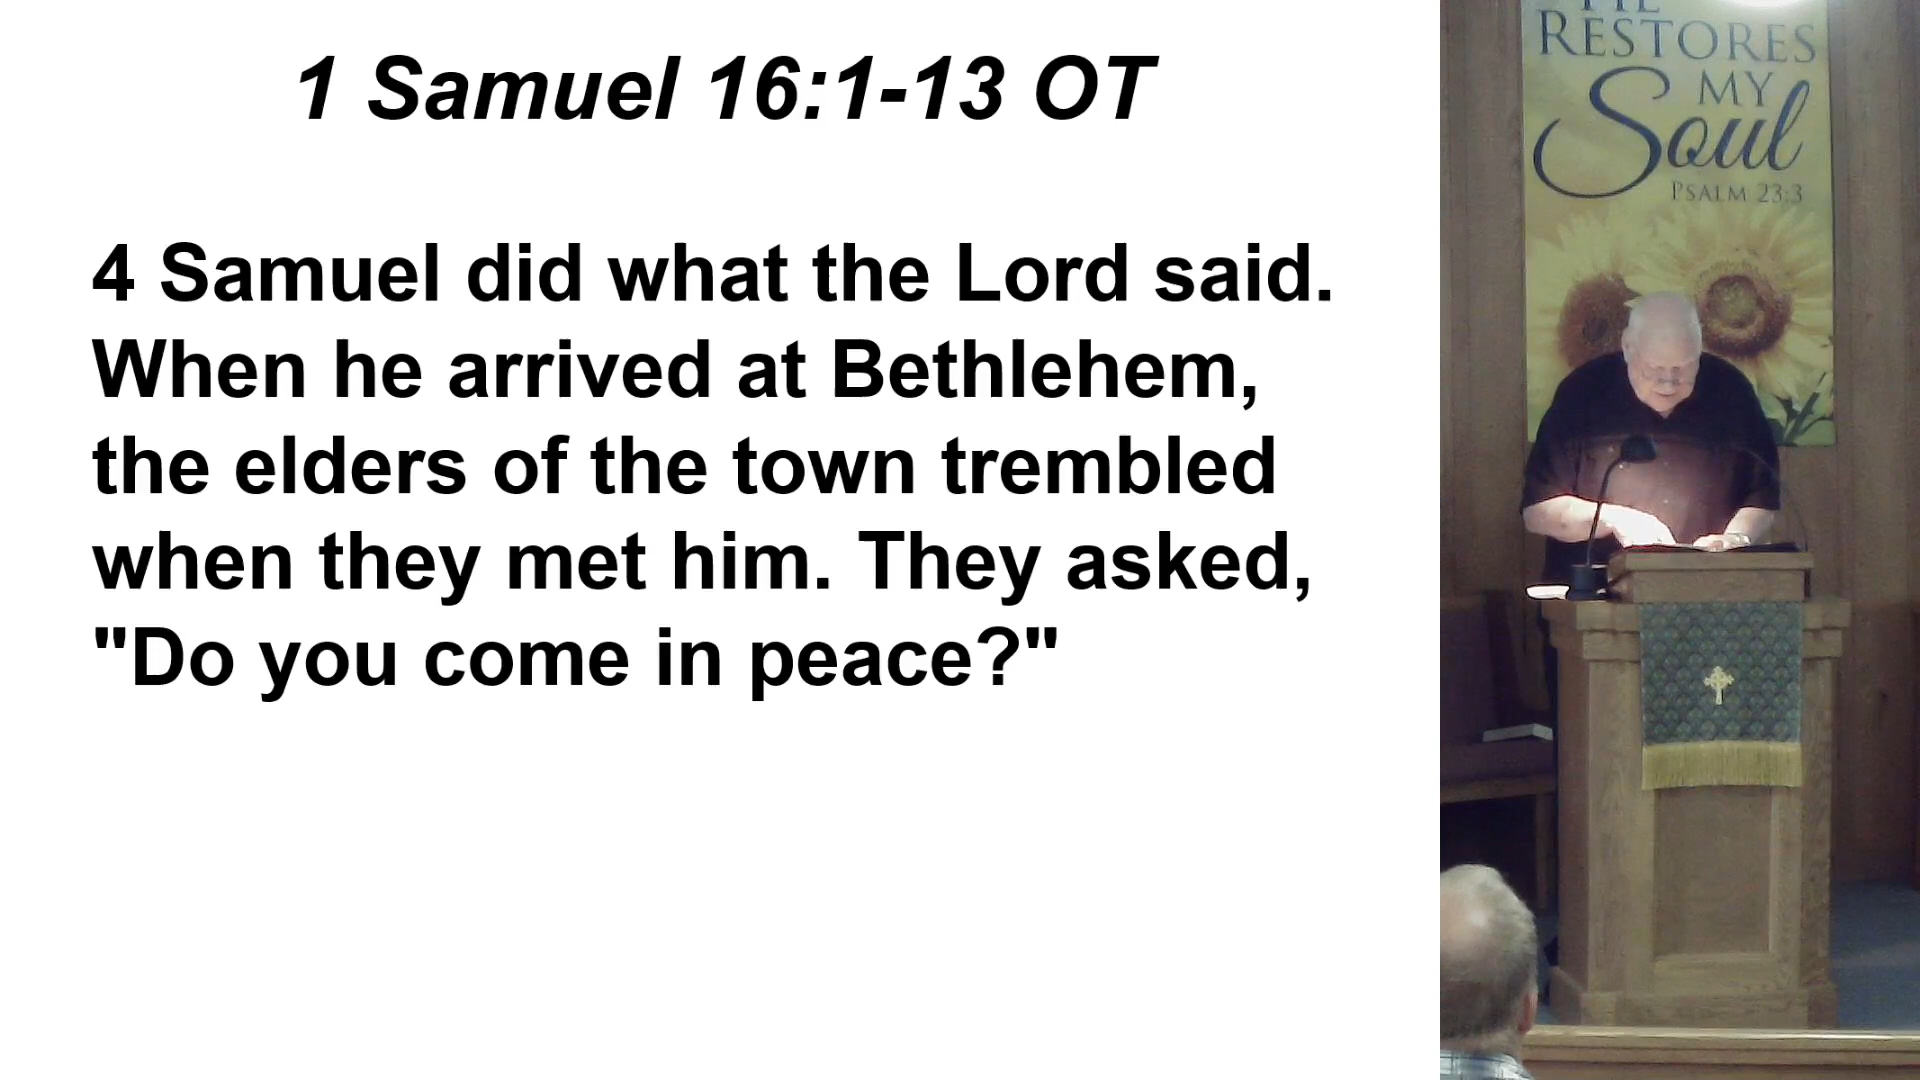 1 Samuel 16:1-13 OT
4 Samuel did what the Lord said.
When he arrived at Bethlehem,
the elders of the town trembled
when they met him. They asked,
"Do you come in peace?"
RESTORES
MY
Soul
PSALM 23:3